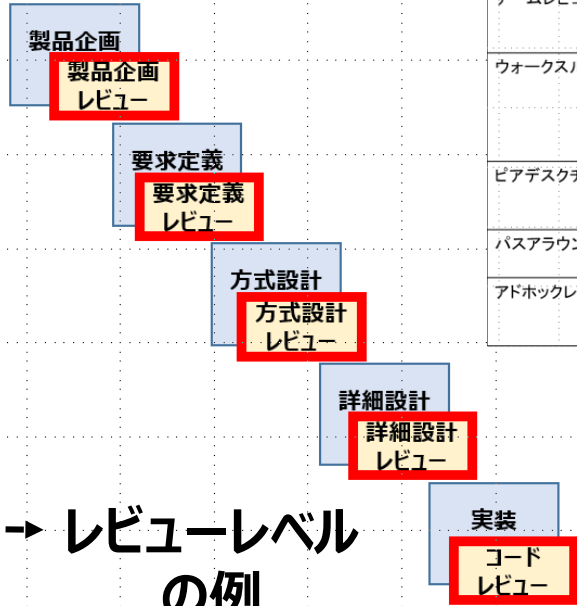 製品企画
製品企画
レビュー
要求定義
要求定義
レビュー
方式設計
方式設計
レビュー
詳細設計
詳細設計
レビュー
実装
コード
レビュー
レビューレベル
の例
ウォークスル
ピアデスクチ
パスアラウン
アドホックレ